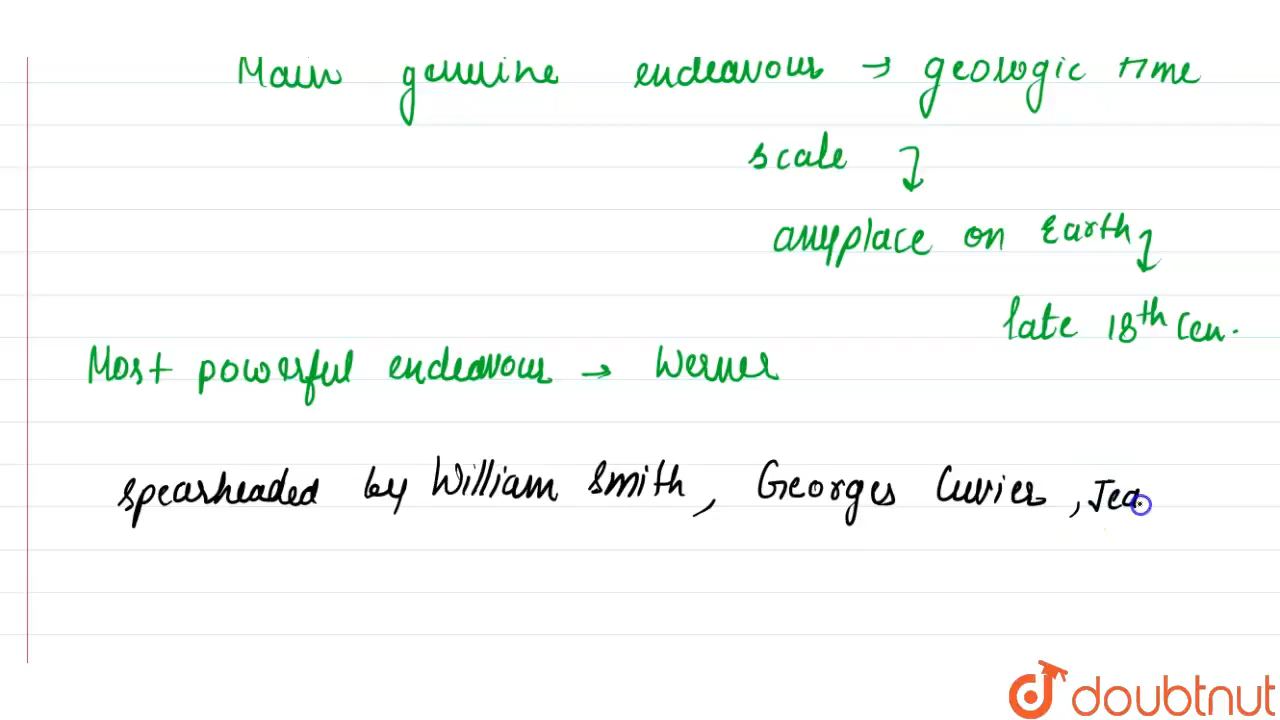 Main genuine endeavour → geologic time
scale ↓
anyplace on Earth ↓
late 18th Cen.
Most powerful endeavour → Werner
spearheaded by William Smith, Georges Cuvier, Jea
doubtnut